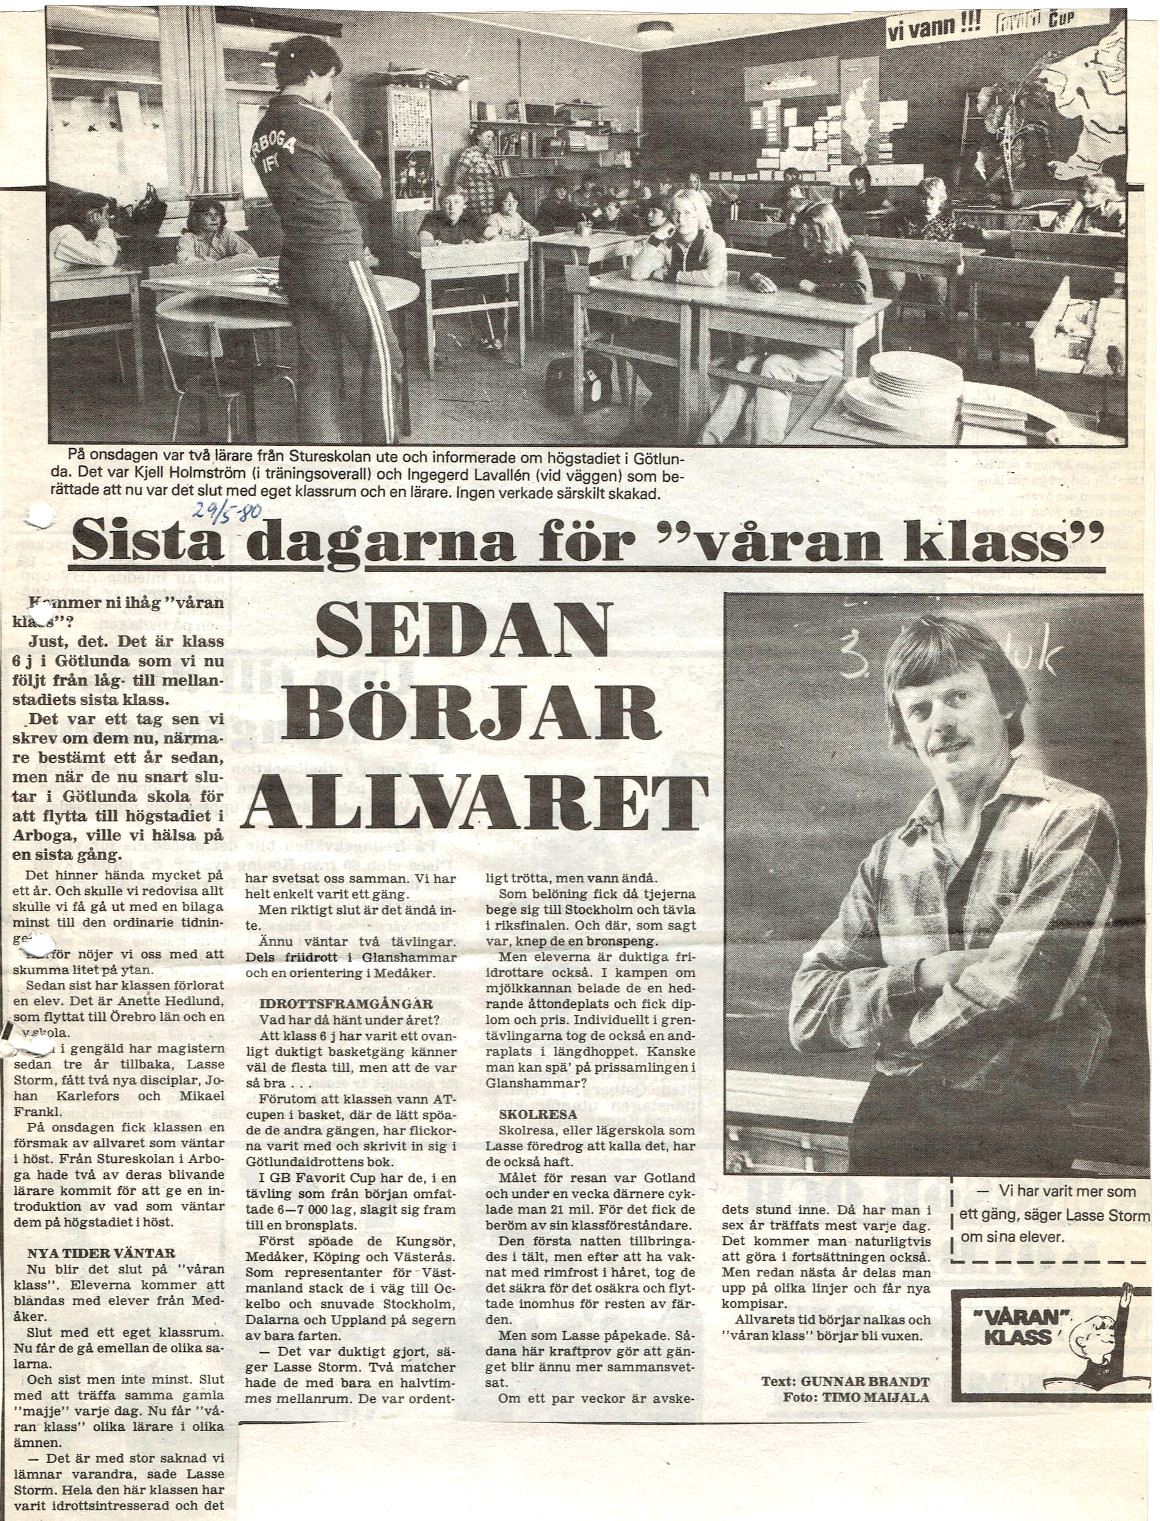 vi vann !!! favorit CUP
ARBOGA
IFK
På onsdagen var två lärare från Stureskolan ute och informerade om högstadiet i Götlun-
da. Det var Kjell Holmström (i träningsoverall) och Ingegerd Lavallén (vid väggen) som be-
rättade att nu var det slut med eget klassrum och en lärare. Ingen verkade särskilt skakad.
29/5-80
Sista dagarna för ”våran klass”
SEDAN
BÖRJAR
ALLVARET
Kommer ni ihåg ”våran
klass”?
Just, det. Det är klass
6 j i Götlunda som vi nu
följt från låg- till mellan-
stadiets sista klass.
Det var ett tag sen vi
skrev om dem nu, närma-
re bestämt ett år sedan,
men när de nu snart slu-
tar i Götlunda skola för
att flytta till högstadiet i
Arboga, ville vi hälsa på
en sista gång.
Det hinner hända mycket på
ett år. Och skulle vi redovisa allt
skulle vi få gå ut med en bilaga
minst till den ordinarie tidnin-
ge
för nöjer vi oss med att
skumma litet på ytan.
Sedan sist har klassen förlorat
en elev. Det är Anette Hedlund,
som flyttat till Örebro län och en
skola.
i gengäld har magistern
sedan tre år tillbaka, Lasse
Storm, fått två nya disciplar, Jo-
han Karlefors och Mikael
Frankl.
På onsdagen fick klassen en
försmak av allvaret som väntar
i höst. Från Stureskolan i Arbo-
ga hade två av deras blivande
lärare kommit för att ge en in-
troduktion av vad som väntar
dem på högstadiet i höst.
NYA TIDER VÄNTAR
Nu blir det slut på ”våran
klass”. Eleverna kommer att
blandas med elever från Med-
åker.
Slut med ett eget klassrum.
Nu får de gå emellan de olika sa-
larna.
Och sist men inte minst. Slut
med att träffa samma gamla
”majje” varje dag. Nu får ”vå-
ran klass” olika lärare i olika
ämnen.
— Det är med stor saknad vi
lämnar varandra, sade Lasse
Storm. Hela den här klassen har
varit idrottsintresserad och det
har svetsat oss samman. Vi har
helt enkelt varit ett gäng.
Men riktigt slut är det ändå in-
te.
Ännu väntar två tävlingar.
Dels friidrott i Glanshammar
och en orientering i Medåker.
IDROTTSFRAMGÅNGAR
Vad har då hänt under året?
Att klass 6 j har varit ett ovan-
ligt duktigt basketgäng känner
väl de flesta till, men att de var
så bra . . .
Förutom att klassen vann AT-
cupen i basket, där de lätt spöa-
de de andra gängen, har flickor-
na varit med och skrivit in sig i
Götlundaidrottens bok.
I GB Favorit Cup har de, i en
tävling som från början omfat-
tade 6—7 000 lag, slagit sig fram
till en bronsplats.
Först spöade de Kungsör,
Medåker, Köping och Västerås.
Som representanter för Väst-
manland stack de i väg till Oc-
kelbo och snuvade Stockholm,
Dalarna och Uppland på segern
av bara farten.
— Det var duktigt gjort, sä-
ger Lasse Storm. Två matcher
hade de med bara en halvtim-
mes mellanrum. De var ordent-
ligt trötta, men vann ändå.
Som belöning fick då tjejerna
bege sig till Stockholm och tävla
i riksfinalen. Och där, som sagt
var, knep de en bronspeng.
Men eleverna är duktiga fri-
idrottare också. I kampen om
mjölkkannan belade de en hed-
rande åttondeplats och fick dip-
lom och pris. Individuellt i gren-
tävlingarna tog de också en and-
raplats i längdhoppet. Kanske
man kan spå’ på prissamlingen i
Glanshammar?
SKOLRESA
Skolresa, eller lägerskola som
Lasse föredrog att kalla det, har
de också haft.
Målet för resan var Gotland
och under en vecka därnere cyk-
lade man 21 mil. För det fick de
beröm av sin klassföreståndare.
Den första natten tillbringa-
des i tält, men efter att ha vak-
nat med rimfrost i håret, tog de
det säkra för det osäkra och flyt-
tade inomhus för resten av fär-
den.
Men som Lasse påpekade. Så-
dana här kraftprov gör att gän-
get blir ännu mer sammansvet-
sat.
Om ett par veckor är avske-
dets stund inne. Då har man i
sex år träffats mest varje dag.
Det kommer man naturligtvis
att göra i fortsättningen också.
Men redan nästa år delas man
upp på olika linjer och får nya
kompisar.
Allvarets tid börjar nalkas och
”våran klass” börjar bli vuxen.
Text: GUNNAR BRANDT
Foto: TIMO MAIJALA
3.
— Vi har varit mer som
ett gäng, säger Lasse Storm
om sina elever.
”VÅRAN”
KLASS